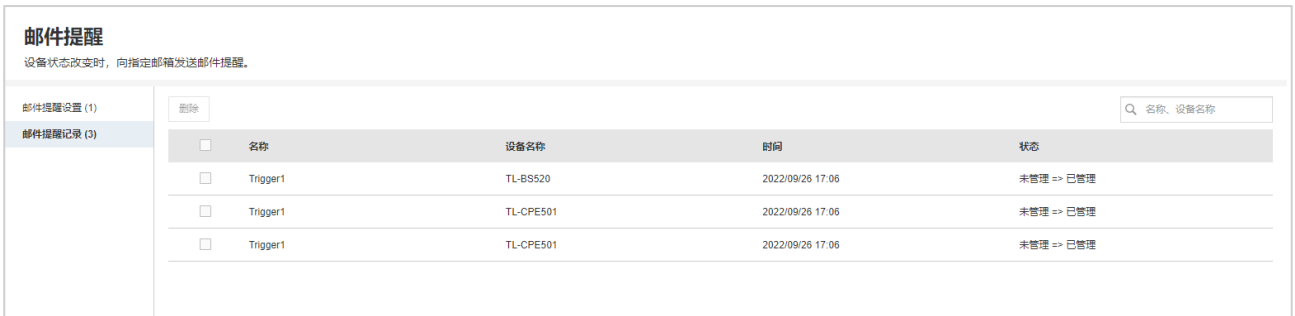 邮件提醒
设备状态改变时，向指定邮箱发送邮件提醒。
邮件提醒设置 (1)
邮件提醒记录 (3)
删除
名称、设备名称
名称 设备名称 时间 状态
Trigger1 TL-BS520 2022/09/26 17:06 未管理 => 已管理
Trigger1 TL-CPE501 2022/09/26 17:06 未管理 => 已管理
Trigger1 TL-CPE501 2022/09/26 17:06 未管理 => 已管理